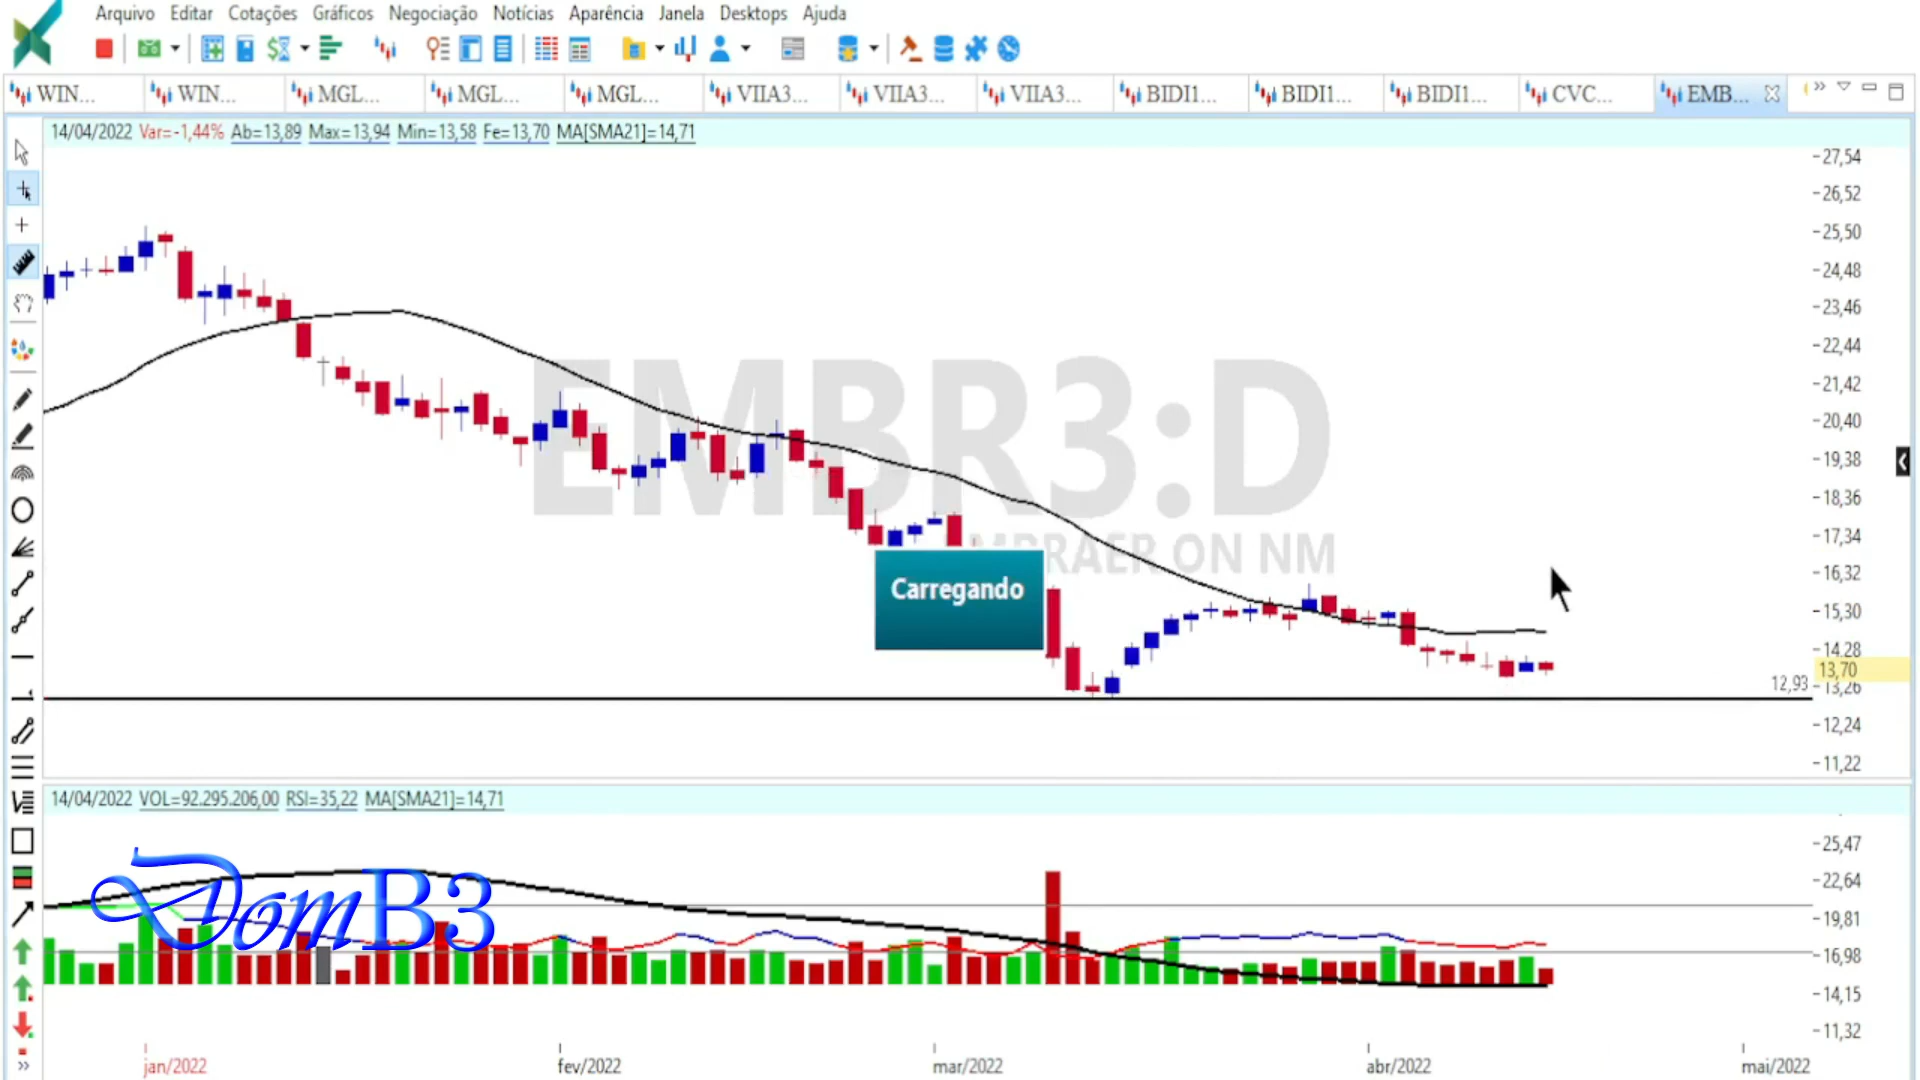 Arquivo Editar Cotações Gráficos Negociação Notícias Aparência Janela Desktops Ajuda
WIN... WIN... MGL... MGL... MGL... VIIA3... VIIA3... VIIA3... BIDI1... BIDI1... BIDI1... CVC... EMB...
14/04/2022 Var=-1,44% Ab=13,89 Max=13,94 Min=13,58 Fe=13,70 MA[SMA21]=14,71
27,54
26,52
25,50
24,48
23,46
22,44
21,42
20,40
19,38
18,36
17,34
16,32
15,30
14,28
13,70
13,26
12,93
12,24
11,22
EMBR3:D
EMBRAER ON NM
Carregando
14/04/2022 VOL=92.295.206,00 RSI=35,22 MA[SMA21]=14,71
25,47
22,64
19,81
16,98
14,15
11,32
DomB3
jan/2022 fev/2022 mar/2022 abr/2022 mai/2022